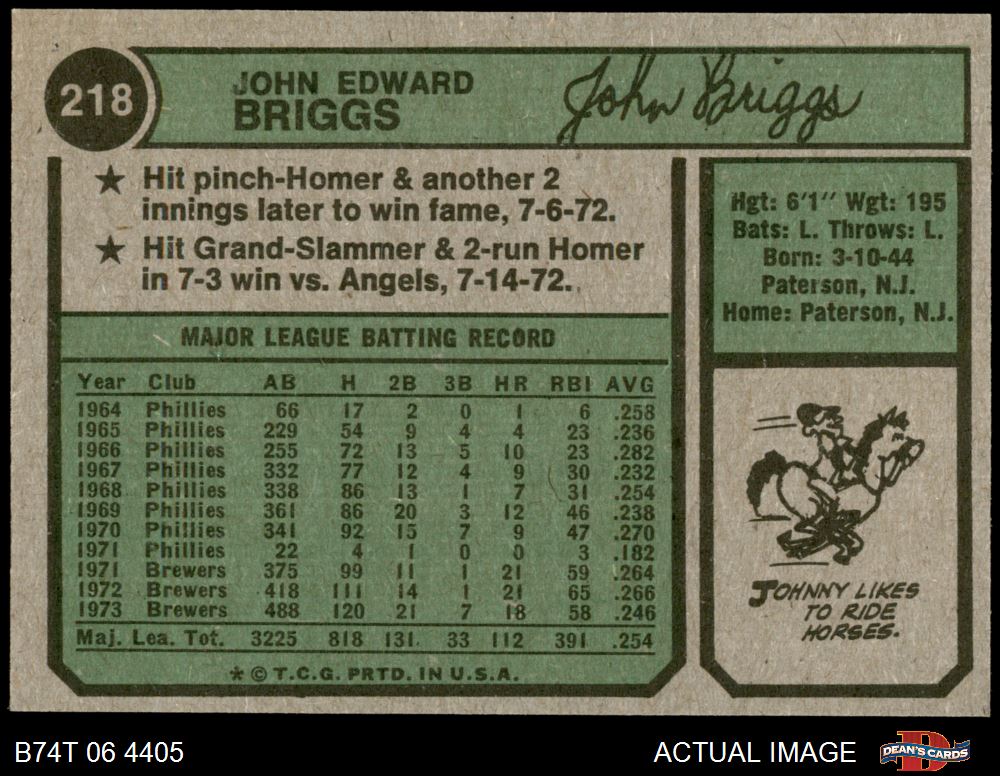 218
JOHN EDWARD
BRIGGS
John Briggs
★ Hit pinch-Homer & another 2
innings later to win fame, 7-6-72.
★ Hit Grand-Slammer & 2-run Homer
in 7-3 win vs. Angels, 7-14-72.
Hgt: 6'1" Wgt: 195
Bats: L. Throws: L.
Born: 3-10-44
Paterson, N.J.
Home: Paterson, N.J.
MAJOR LEAGUE BATTING RECORD
Year Club AB H 2B 3B HR RBI AVG
1964 Phillies 66 17 2 0 1 6 .258
1965 Phillies 229 54 9 4 4 23 .236
1966 Phillies 255 72 13 5 10 23 .282
1967 Phillies 332 77 12 4 9 30 .232
1968 Phillies 338 86 13 1 7 31 .254
1969 Phillies 361 86 20 3 12 46 .238
1970 Phillies 341 92 15 7 9 47 .270
1971 Phillies 22 4 1 0 0 3 .182
1971 Brewers 375 99 11 1 21 59 .264
1972 Brewers 418 111 14 1 21 65 .266
1973 Brewers 488 120 21 7 18 58 .246
Maj. Lea. Tot. 3225 818 131 33 112 391 .254
* © T.C.G. PRTD. IN U.S.A.
JOHNNY LIKES
TO RIDE
HORSES.
B74T 06 4405
ACTUAL IMAGE
DEAN'S CARDS